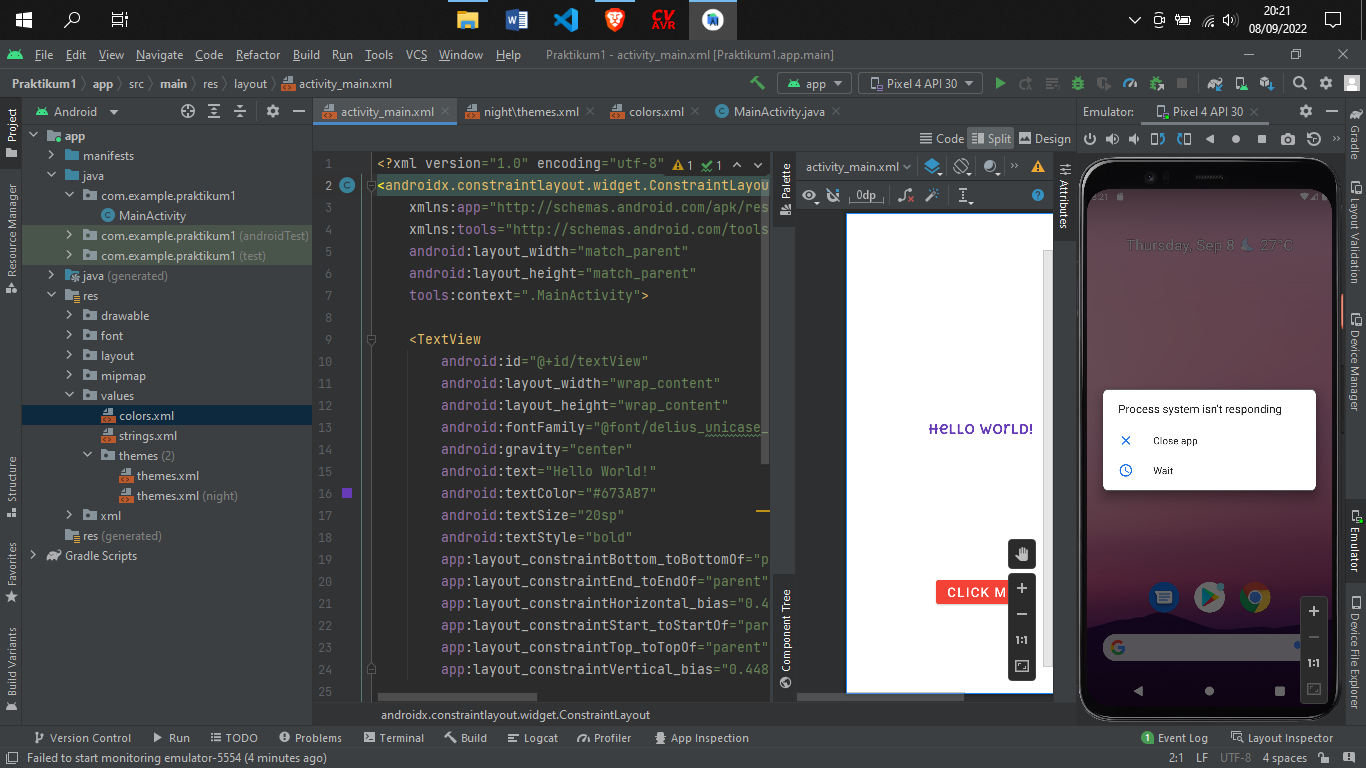 CV
AVR
20:21
08/09/2022
File Edit View Navigate Code Refactor Build Run Tools VCS Window Help Praktikum1 - activity_main.xml [Praktikum1.app.main]
Praktikum1 app src main res layout activity_main.xml app Pixel 4 API 30
Android
activity_main.xml night\themes.xml colors.xml MainActivity.java
Emulator: Pixel 4 API 30
Code Split Design
Project
Resource Manager
Structure
Favorites
Build Variants
app
manifests
java
com.example.praktikum1
MainActivity
com.example.praktikum1 (androidTest)
com.example.praktikum1 (test)
java (generated)
res
drawable
font
layout
mipmap
values
colors.xml
strings.xml
themes (2)
themes.xml
themes.xml (night)
xml
res (generated)
Gradle Scripts
1 <?xml version="1.0" encoding="utf-8" 1 1
2 <androidx.constraintlayout.widget.ConstraintLayou
3 xmlns:app="http://schemas.android.com/apk/res
4 xmlns:tools="http://schemas.android.com/tools
5 android:layout_width="match_parent"
6 android:layout_height="match_parent"
7 tools:context=".MainActivity">
8
9 <TextView
10 android:id="@+id/textView"
11 android:layout_width="wrap_content"
12 android:layout_height="wrap_content"
13 android:fontFamily="@font/delius_unicase_
14 android:gravity="center"
15 android:text="Hello World!"
16 android:textColor="#673AB7"
17 android:textSize="20sp"
18 android:textStyle="bold"
19 app:layout_constraintBottom_toBottomOf="p
20 app:layout_constraintEnd_toEndOf="parent"
21 app:layout_constraintHorizontal_bias="0.4
22 app:layout_constraintStart_toStartOf="par
23 app:layout_constraintTop_toTopOf="parent"
24 app:layout_constraintVertical_bias="0.448
25
androidx.constraintlayout.widget.ConstraintLayout
Palette
Component Tree
activity_main.xml
0dp
Attributes
Hello World!
CLICK M
1:1
Thursday, Sep 8 27°C
Process system isn't responding
Close app
Wait
1:1
Gradle
Layout Validation
Device Manager
Emulator
Device File Explorer
Version Control Run TODO Problems Terminal Build Logcat Profiler App Inspection 1 Event Log Layout Inspector
Failed to start monitoring emulator-5554 (4 minutes ago) 2:1 LF UTF-8 4 spaces